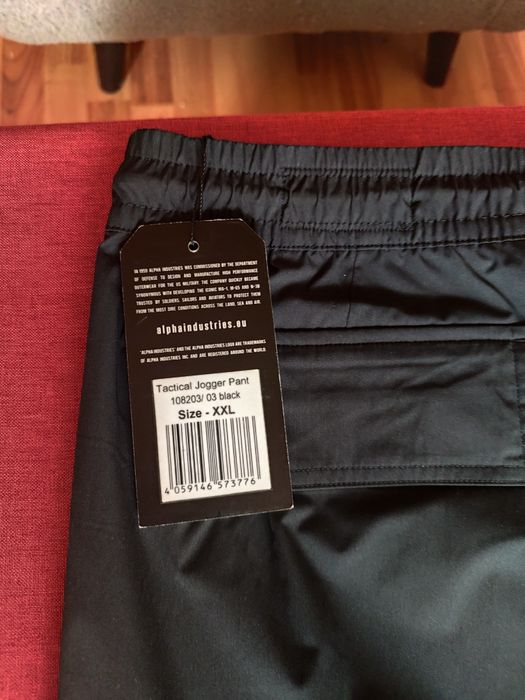 IN 1959 ALPHA INDUSTRIES WAS COMMISSIONED BY THE DEPARTMENT
OF DEFENSE TO DESIGN AND MANUFACTURE HIGH PERFORMANCE
OUTERWEAR FOR THE US MILITARY. THE COMPANY QUICKLY BECAME
SYNONYMOUS WITH DEVELOPING THE ICONIC MA-1, M-65 AND N-3B
TRUSTED BY SOLDIERS, SAILORS AND AVIATORS TO PROTECT THEM
FROM THE MOST DIRE CONDITIONS ACROSS THE LAND, SEA AND AIR.
alphaindustries.eu
'ALPHA INDUSTRIES' AND THE ALPHA INDUSTRIES LOGO ARE TRADEMARKS
OF ALPHA INDUSTRIES INC AND ARE REGISTERED AROUND THE WORLD.
Tactical Jogger Pant
108203/ 03 black
Size - XXL
4 059146 573776